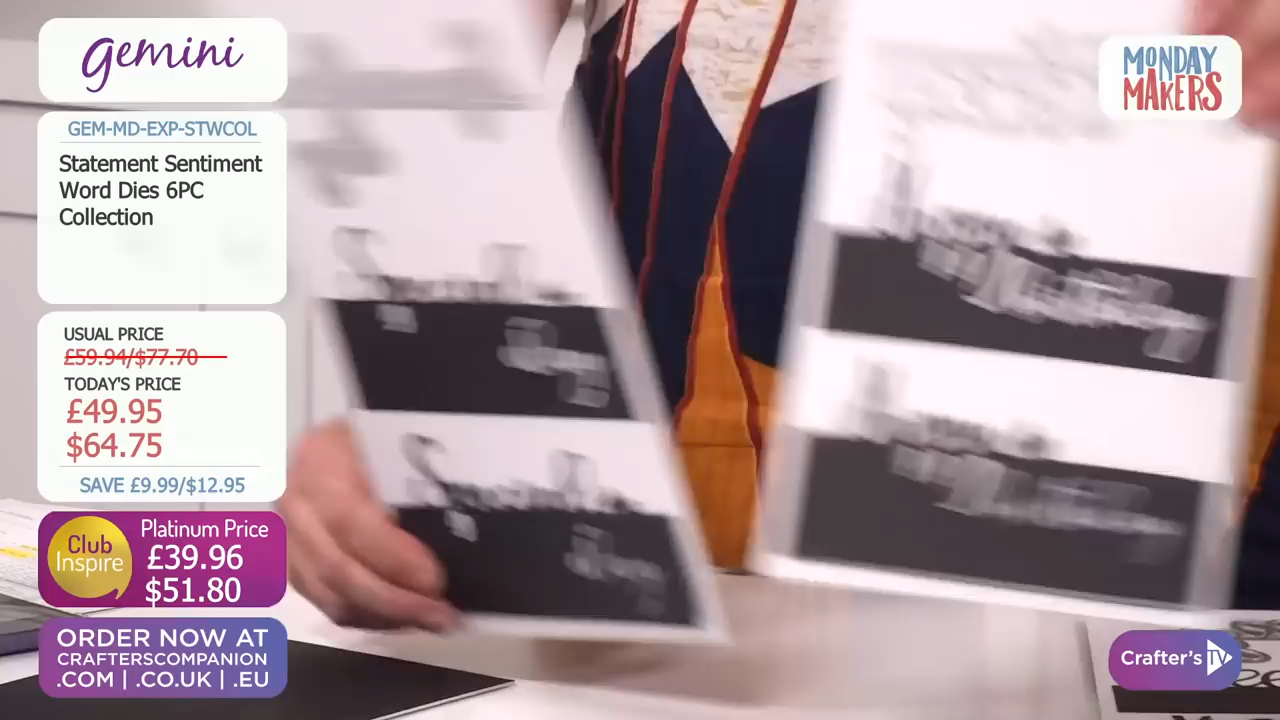 gemini
GEM-MD-EXP-STWCOL
Statement Sentiment
Word Dies 6PC
Collection
USUAL PRICE
£59.94/$77.70
TODAY'S PRICE
£49.95
$64.75
SAVE £9.99/$12.95
Club
Inspire
Platinum Price
£39.96
$51.80
ORDER NOW AT
CRAFTERSCOMPANION
.COM | .CO.UK | .EU
MONDAY
MAKERS
Crafter's TV